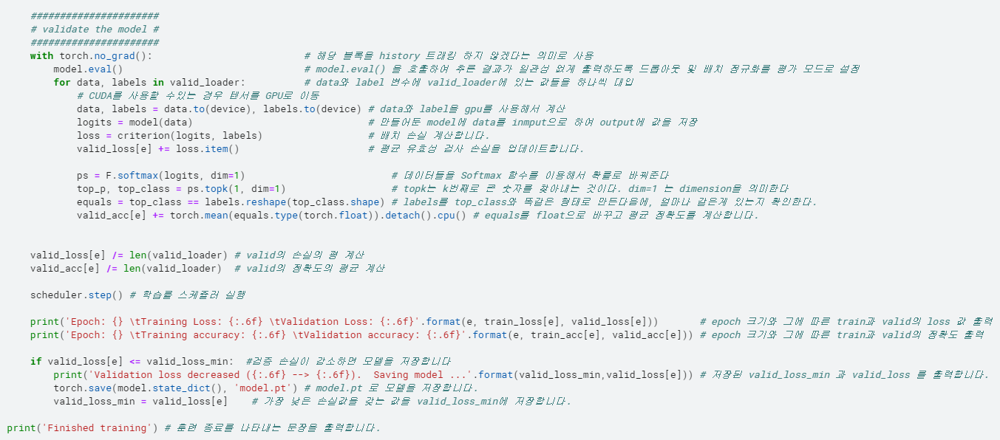 ######################
# validate the model #
######################
with torch.no_grad(): # 해당 블록을 history 트래킹 하지 않겠다는 의미로 사용
model.eval() # model.eval() 을 호출하여 추론 결과가 일관성 없게 출력하도록 드롭아웃 및 배치 정규화를 평가 모드로 설정
for data, labels in valid_loader: # data와 label 변수에 valid_loader에 있는 값들을 하나씩 대입
# CUDA를 사용할 수있는 경우 텐서를 GPU로 이동
data, labels = data.to(device), labels.to(device) # data와 label을 gpu를 사용해서 계산
logits = model(data) # 만들어둔 model에 data를 inmput으로 하여 output에 값을 저장
loss = criterion(logits, labels) # 배치 손실 계산합니다.
valid_loss[e] += loss.item() # 평균 유효성 검사 손실을 업데이트합니다.
ps = F.softmax(logits, dim=1) # 데이터들을 Softmax 함수를 이용해서 확률로 바꿔준다
top_p, top_class = ps.topk(1, dim=1) # topk는 k번째로 큰 숫자를 찾아내는 것이다. dim=1 는 dimension을 의미한다
equals = top_class == labels.reshape(top_class.shape) # labels를 top_class와 똑같은 형태로 만든다음에, 얼마나 같은게 있는지 확인한다.
valid_acc[e] += torch.mean(equals.type(torch.float)).detach().cpu() # equals를 float으로 바꾸고 평균 정확도를 계산합니다.
valid_loss[e] /= len(valid_loader) # valid의 손실의 평 계산
valid_acc[e] /= len(valid_loader) # valid의 정확도의 평균 계산
scheduler.step() # 학습률 스케쥴러 실행
print('Epoch: {} \tTraining Loss: {:.6f} \tValidation Loss: {:.6f}'.format(e, train_loss[e], valid_loss[e])) # epoch 크기와 그에 따른 train과 valid의 loss 값 출력
print('Epoch: {} \tTraining accuracy: {:.6f} \tValidation accuracy: {:.6f}'.format(e, train_acc[e], valid_acc[e])) # epoch 크기와 그에 따른 train과 valid의 정확도 출력
if valid_loss[e] <= valid_loss_min: #검증 손실이 감소하면 모델을 저장합니다
print('Validation loss decreased ({:.6f} --> {:.6f}).  Saving model ...'.format(valid_loss_min,valid_loss[e])) # 저장된 valid_loss_min 과 valid_loss 를 출력합니다.
torch.save(model.state_dict(), 'model.pt') # model.pt 로 모델을 저장합니다.
valid_loss_min = valid_loss[e] # 가장 낮은 손실값을 갖는 값을 valid_loss_min에 저장합니다.
print('Finished training') # 훈련 종료를 나타내는 문장을 출력합니다.